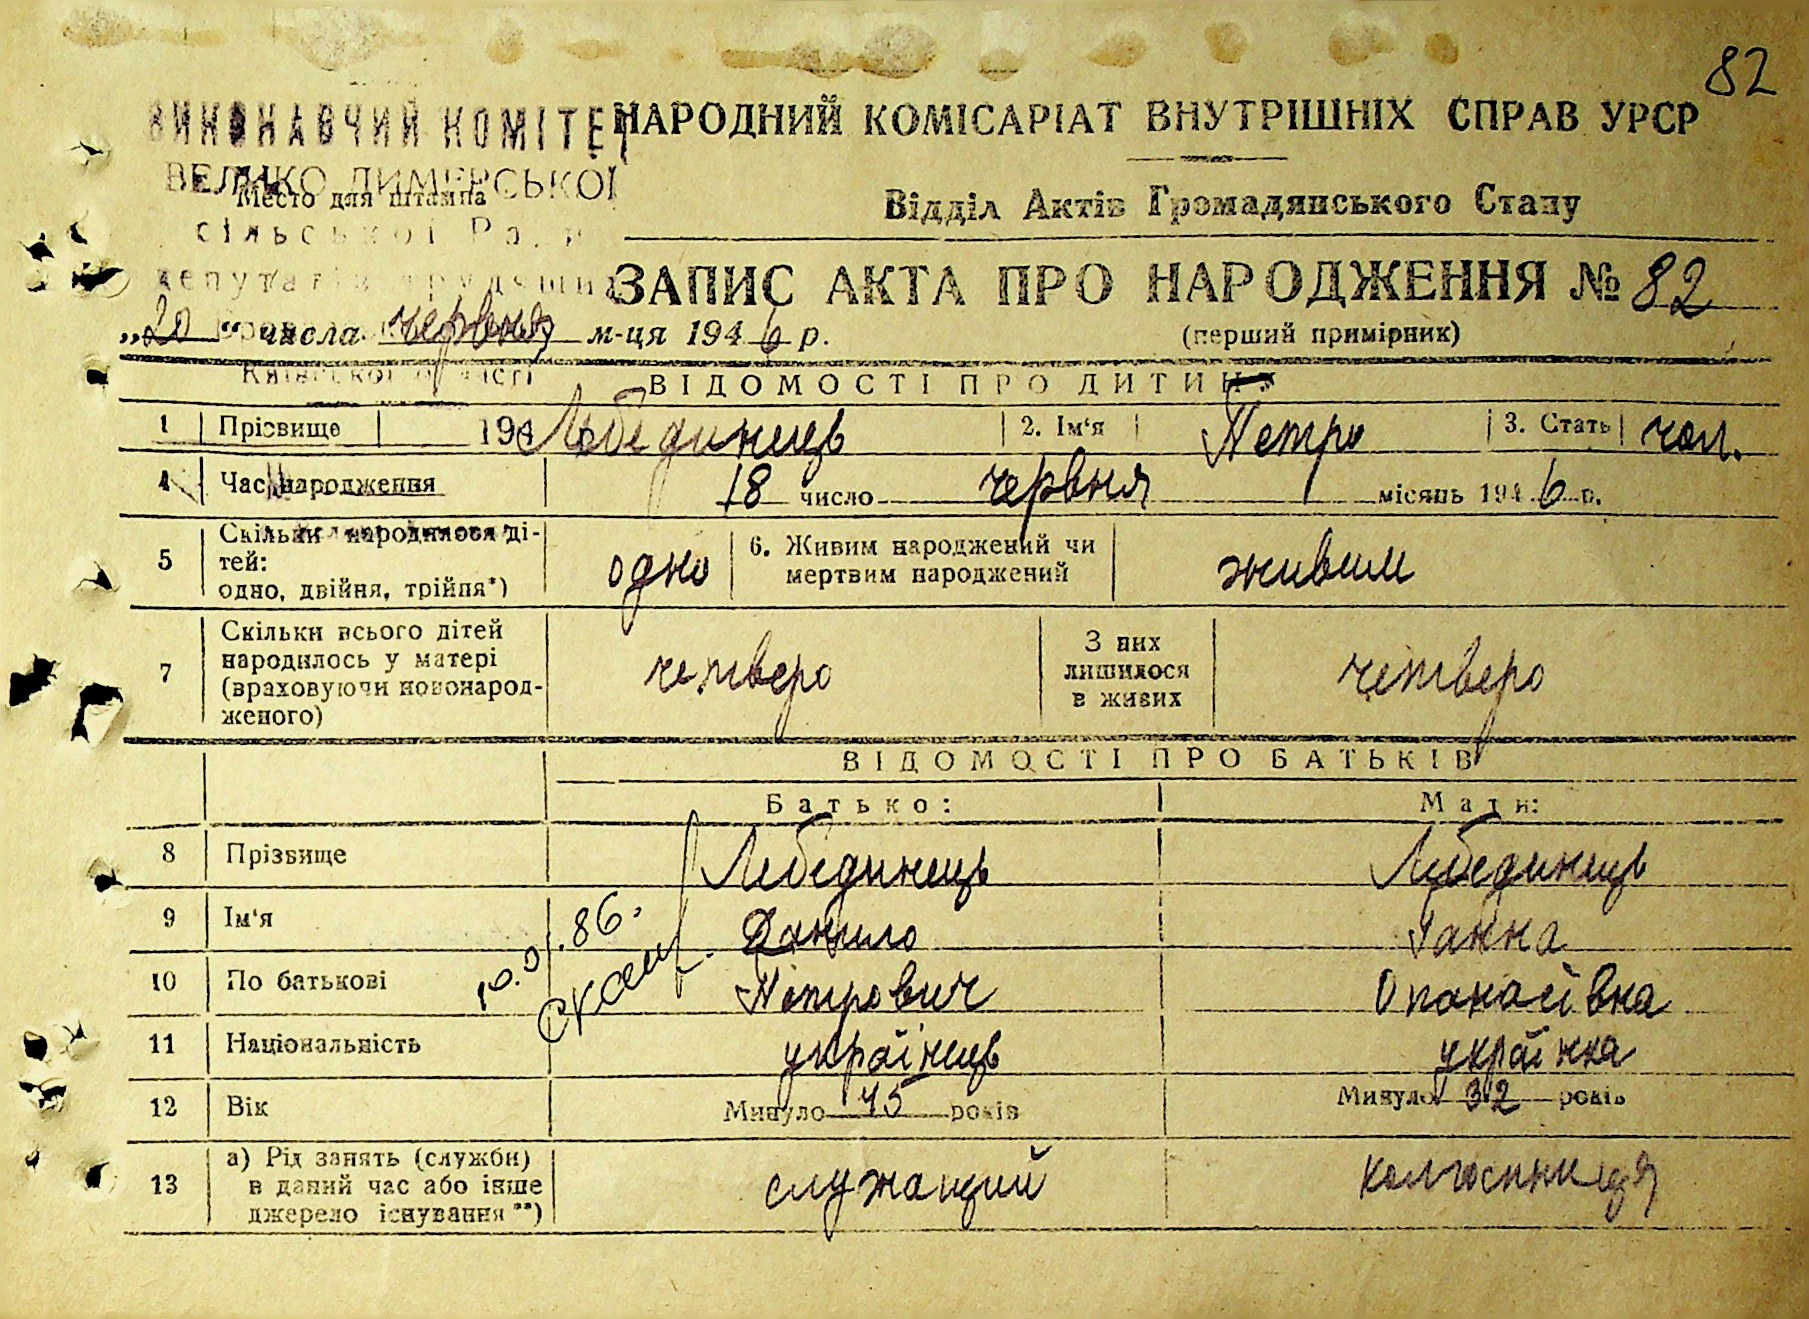 82
ВИКОНАВЧИЙ КОМІТЕТ
НАРОДНИЙ КОМІСАРІАТ ВНУТРІШНІХ СПРАВ УРСР
ВЕЛИКО ДИМЕРСЬКОЇ
Место для штампа
сільської Ради
Відділ Актів Громадянського Стану
депутатів трудящих
ЗАПИС АКТА ПРО НАРОДЖЕННЯ № 82
„20“ числа червня м-ця 1946 р.
(перший примірник)
Київської області
ВІДОМОСТІ ПРО ДИТИНУ
1 Прізвище 194 Лебединець 2. Ім'я Петро 3. Стать чол.
4 Час народження 18 число червня місяць 1946 р.
5 Скільки народилося ді-
тей:
одно, двійня, трійня*) одно 6. Живим народжений чи
мертвим народжений живим
7 Скільки всього дітей
народилось у матері
(враховуючи новонарод-
женого) четверо З них
лишилося
в живих четверо
ВІДОМОСТІ ПРО БАТЬКІВ
Батько: Мати:
8 Прізвище Лебединець Лебединець
9 Ім'я Данило Ганна
10 По батькові Петрович Опанасівна
11 Національність українець українка
12 Вік Минуло 45 років Минуло 32 років
13 а) Рід занять (служби)
в даний час або інше
джерело існування**) служащий колгоспниця